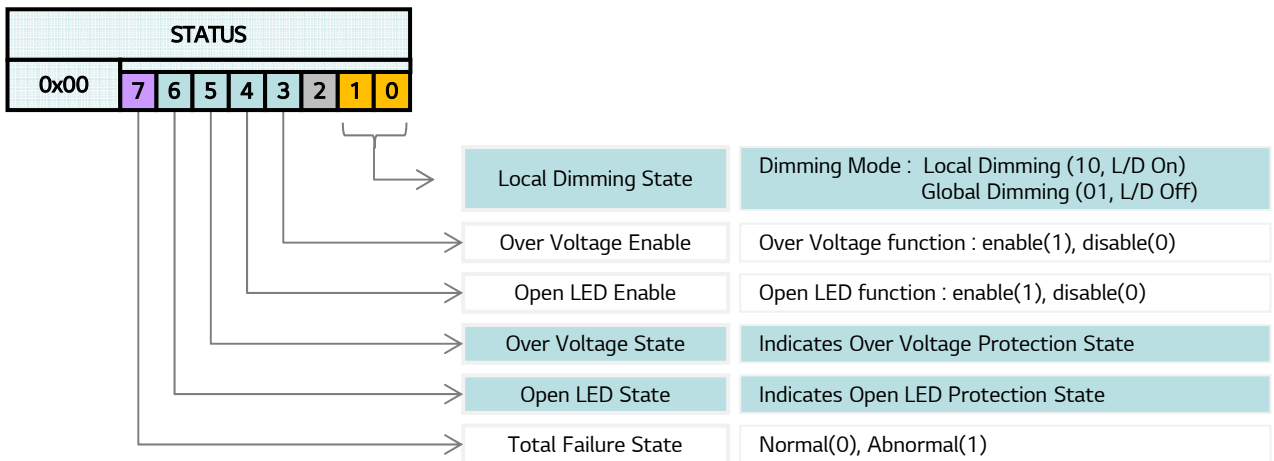 STATUS
0x00 7 6 5 4 3 2 1 0
Local Dimming State Dimming Mode : Local Dimming (10, L/D On)
Global Dimming (01, L/D Off)
Over Voltage Enable Over Voltage function : enable(1), disable(0)
Open LED Enable Open LED function : enable(1), disable(0)
Over Voltage State Indicates Over Voltage Protection State
Open LED State Indicates Open LED Protection State
Total Failure State Normal(0), Abnormal(1)